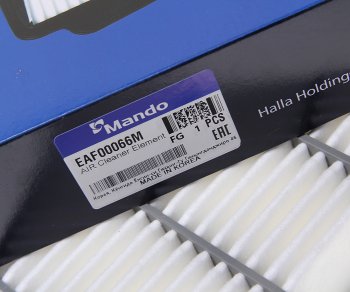 Mando
EAF00066M
AIR Cleaner Element
FG 1 PCS
EAC
MADE IN KOREA
Halla Holding